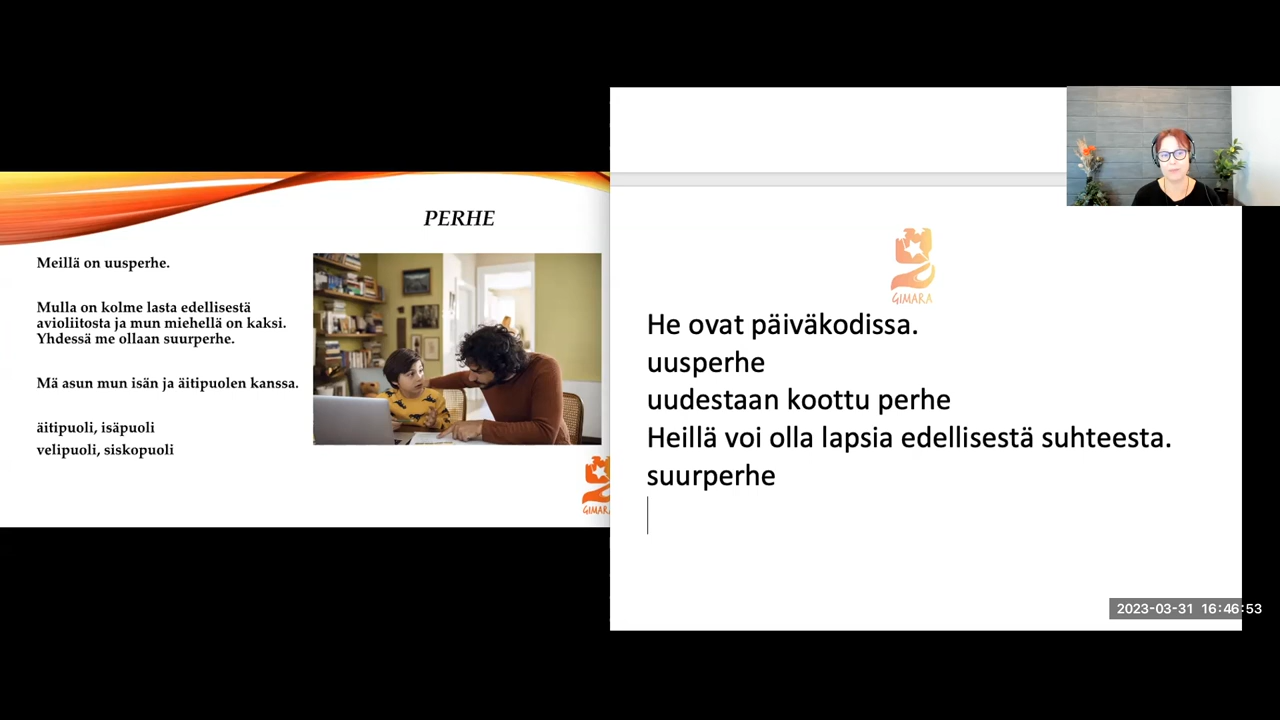 PERHE
Meillä on uusperhe.
Mulla on kolme lasta edellisestä
avioliitosta ja mun miehellä on kaksi.
Yhdessä me ollaan suurperhe.
Mä asun mun isän ja äitipuolen kanssa.
äitipuoli, isäpuoli
velipuoli, siskopuoli
GIMARA
GIMARA
He ovat päiväkodissa.
uusperhe
uudestaan koottu perhe
Heillä voi olla lapsia edellisestä suhteesta.
suurperhe
2023-03-31 16:46:53